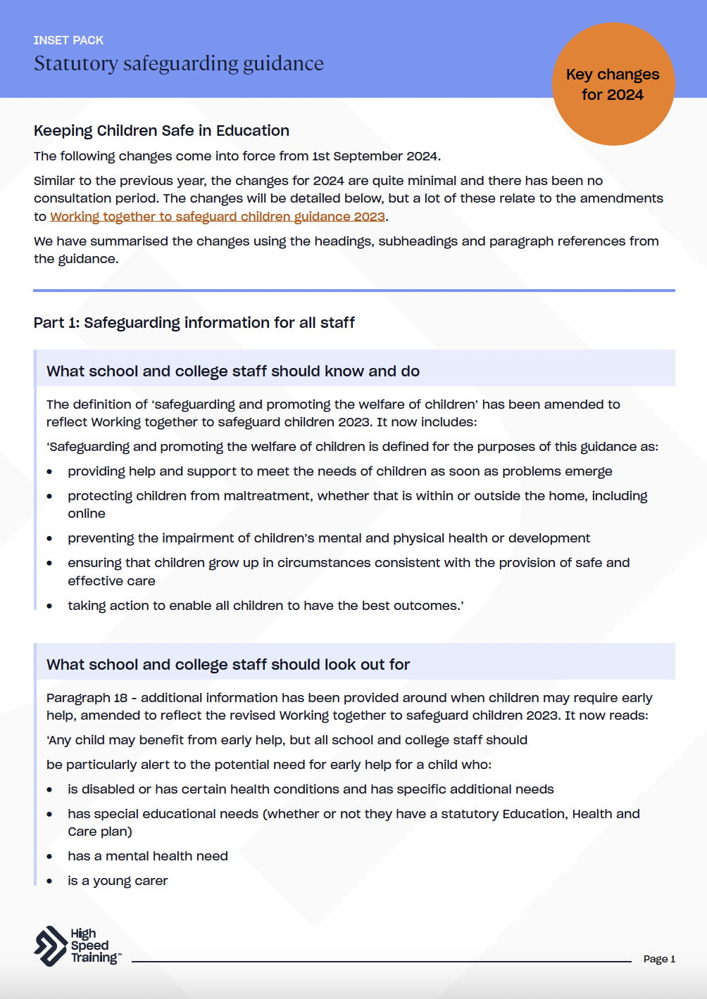 INSET PACK
Statutory safeguarding guidance
Key changes
for 2024
Keeping Children Safe in Education
The following changes come into force from 1st September 2024.
Similar to the previous year, the changes for 2024 are quite minimal and there has been no
consultation period. The changes will be detailed below, but a lot of these relate to the amendments
to Working together to safeguard children guidance 2023.
We have summarised the changes using the headings, subheadings and paragraph references from
the guidance.
Part 1: Safeguarding information for all staff
What school and college staff should know and do
The definition of ‘safeguarding and promoting the welfare of children’ has been amended to
reflect Working together to safeguard children 2023. It now includes:
‘Safeguarding and promoting the welfare of children is defined for the purposes of this guidance as:
• providing help and support to meet the needs of children as soon as problems emerge
• protecting children from maltreatment, whether that is within or outside the home, including
online
• preventing the impairment of children’s mental and physical health or development
• ensuring that children grow up in circumstances consistent with the provision of safe and
effective care
• taking action to enable all children to have the best outcomes.’
What school and college staff should look out for
Paragraph 18 - additional information has been provided around when children may require early
help, amended to reflect the revised Working together to safeguard children 2023. It now reads:
‘Any child may benefit from early help, but all school and college staff should
be particularly alert to the potential need for early help for a child who:
• is disabled or has certain health conditions and has specific additional needs
• has special educational needs (whether or not they have a statutory Education, Health and
Care plan)
• has a mental health need
• is a young carer
High
Speed
Training™
Page 1